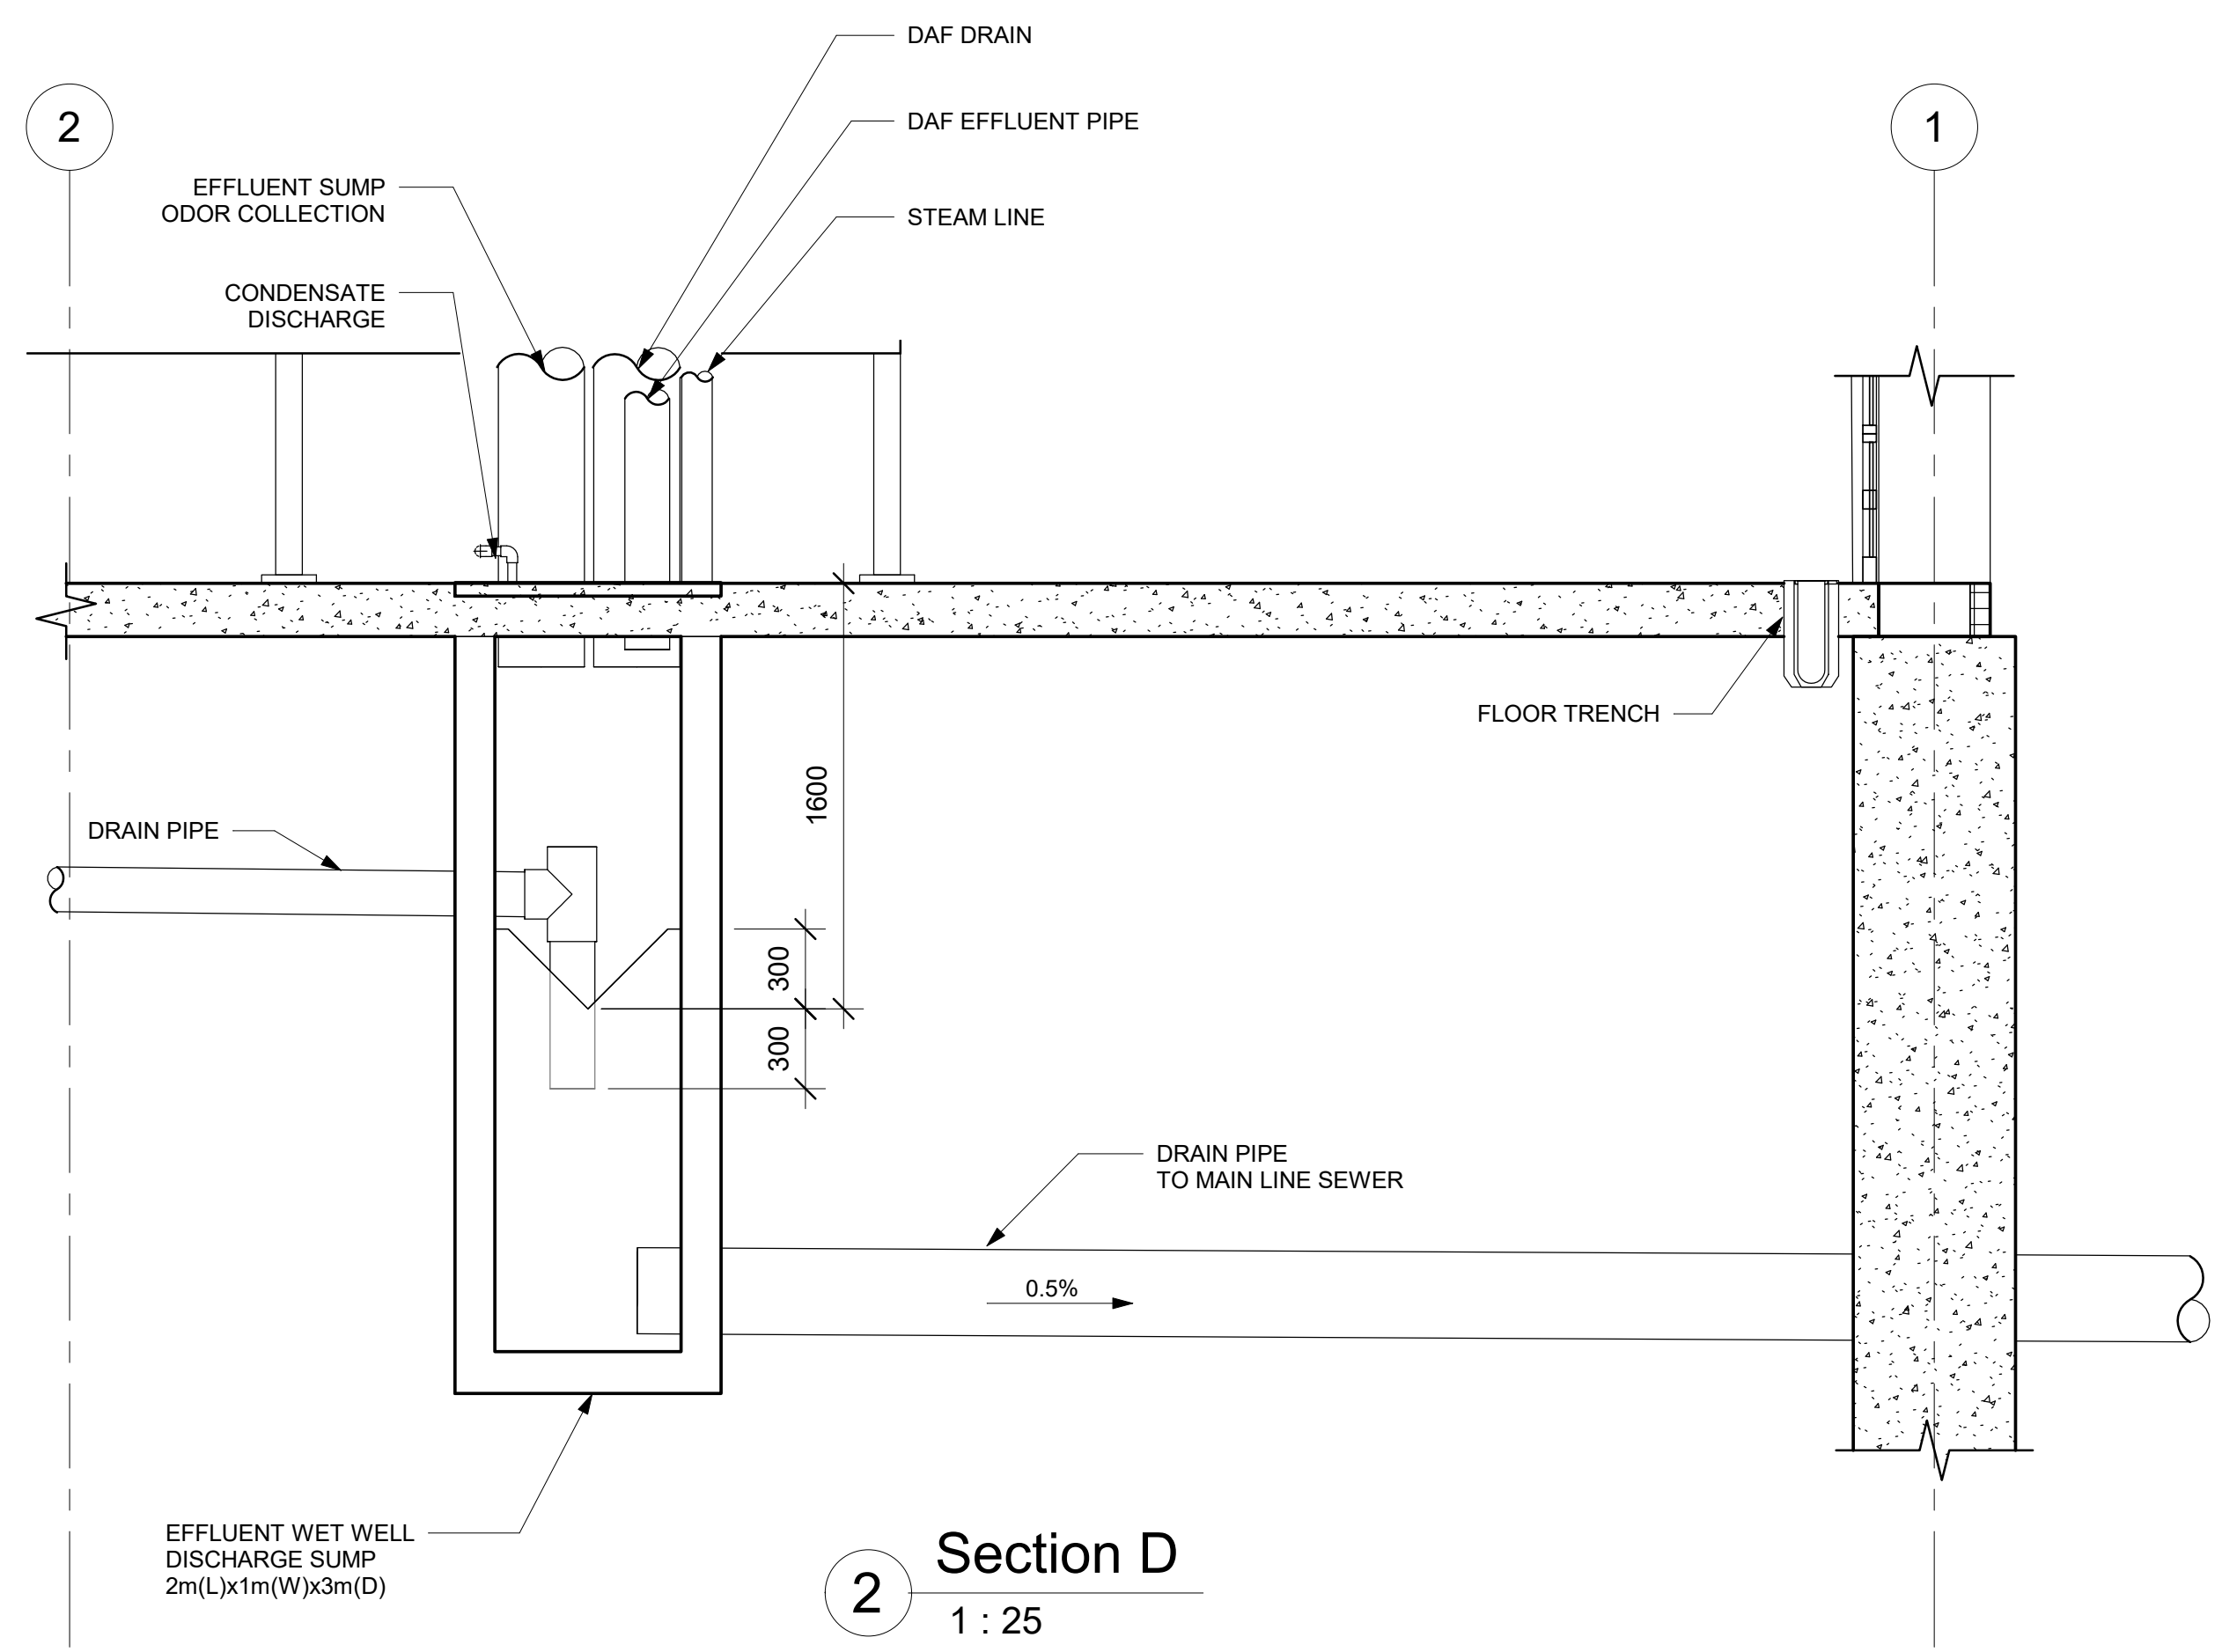 DAF DRAIN
2
DAF EFFLUENT PIPE
1
EFFLUENT SUMP
ODOR COLLECTION
STEAM LINE
CONDENSATE
DISCHARGE
FLOOR TRENCH
1600
DRAIN PIPE
300
300
DRAIN PIPE
TO MAIN LINE SEWER
0.5%
EFFLUENT WET WELL
DISCHARGE SUMP
2m(L)x1m(W)x3m(D)
2
Section D
1 : 25